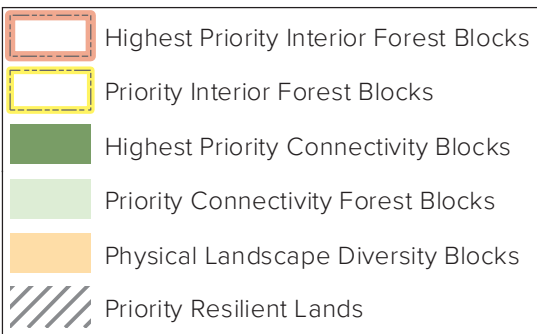 Highest Priority Interior Forest Blocks
Priority Interior Forest Blocks
Highest Priority Connectivity Blocks
Priority Connectivity Forest Blocks
Physical Landscape Diversity Blocks
Priority Resilient Lands